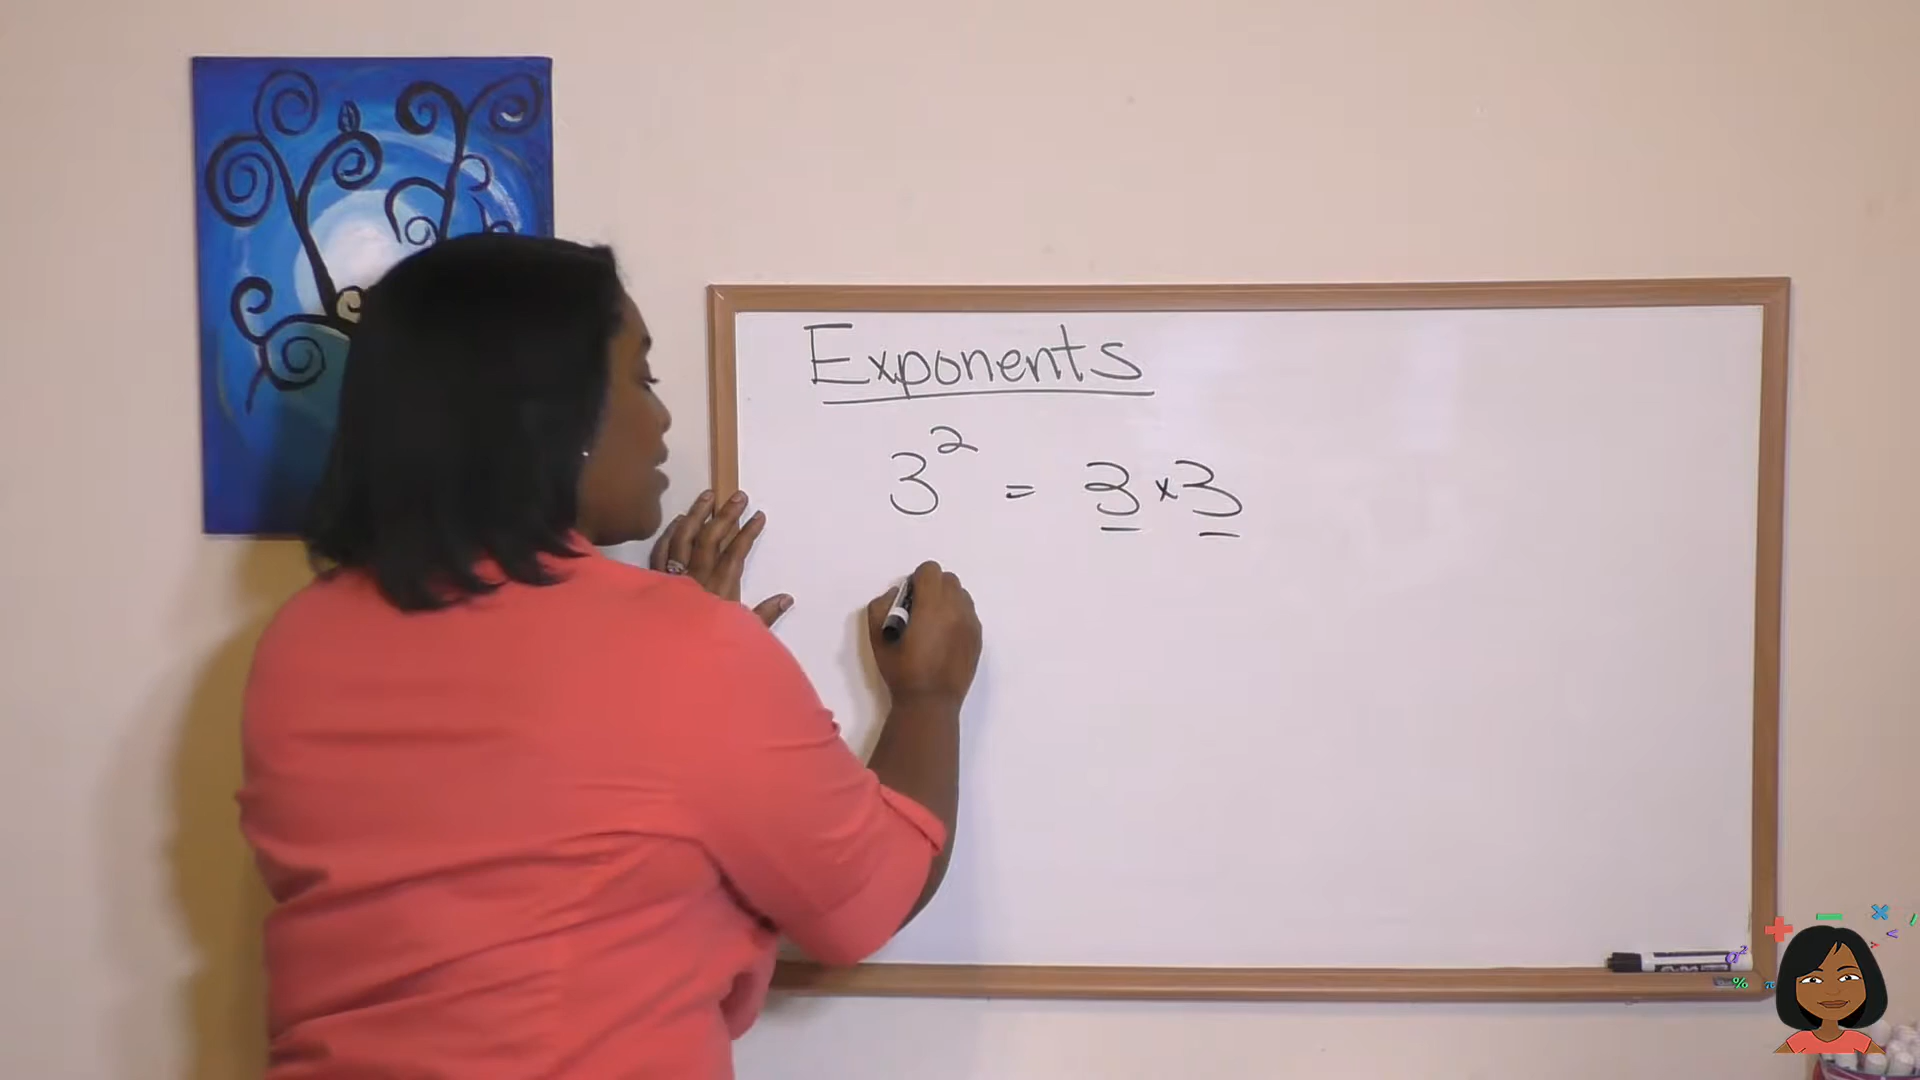 Exponents
3² = 3 × 3